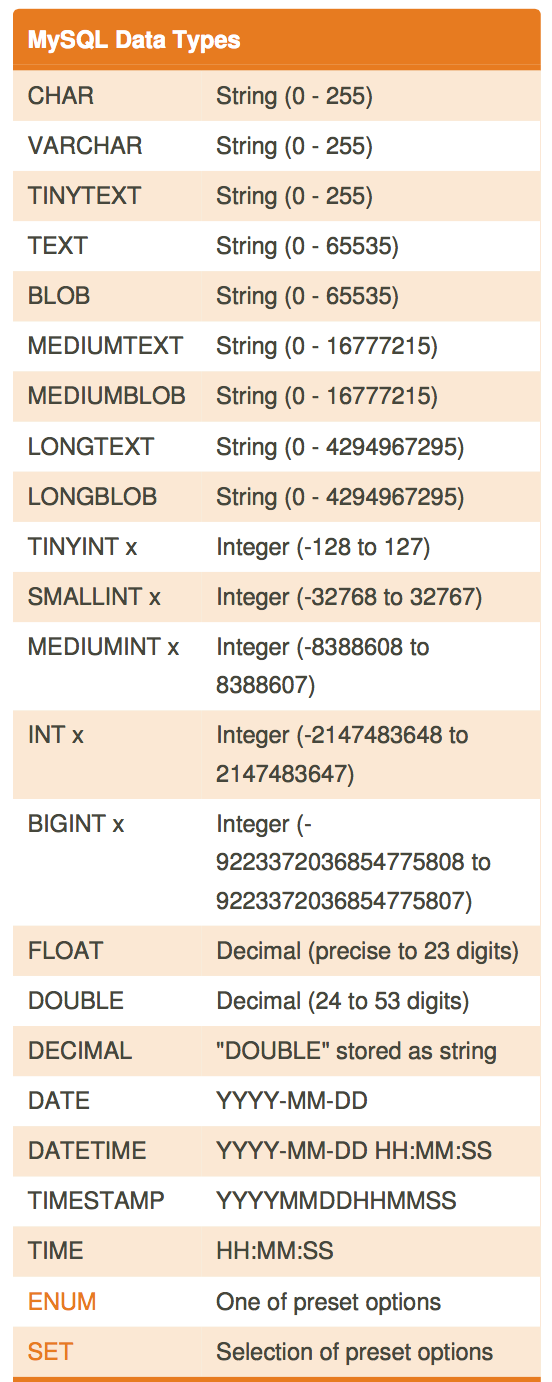 MySQL Data Types
CHAR String (0 - 255)
VARCHAR String (0 - 255)
TINYTEXT String (0 - 255)
TEXT String (0 - 65535)
BLOB String (0 - 65535)
MEDIUMTEXT String (0 - 16777215)
MEDIUMBLOB String (0 - 16777215)
LONGTEXT String (0 - 4294967295)
LONGBLOB String (0 - 4294967295)
TINYINT x Integer (-128 to 127)
SMALLINT x Integer (-32768 to 32767)
MEDIUMINT x Integer (-8388608 to
8388607)
INT x Integer (-2147483648 to
2147483647)
BIGINT x Integer (-
9223372036854775808 to
9223372036854775807)
FLOAT Decimal (precise to 23 digits)
DOUBLE Decimal (24 to 53 digits)
DECIMAL "DOUBLE" stored as string
DATE YYYY-MM-DD
DATETIME YYYY-MM-DD HH:MM:SS
TIMESTAMP YYYYMMDDHHMMSS
TIME HH:MM:SS
ENUM One of preset options
SET Selection of preset options